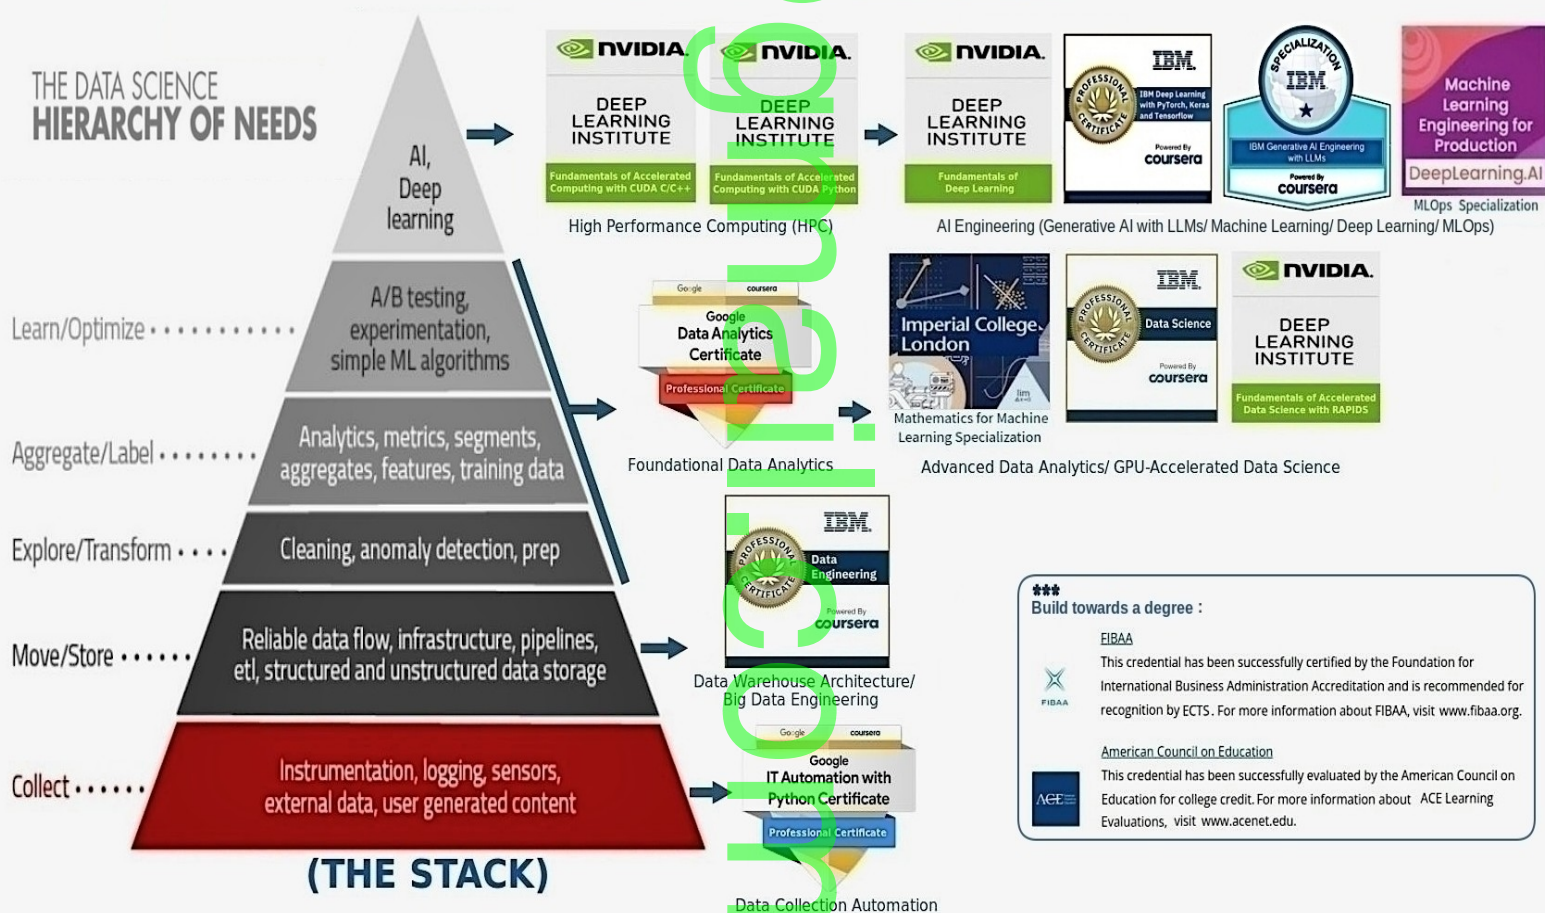 THE DATA SCIENCE
HIERARCHY OF NEEDS
AI,
Deep
learning
Learn/Optimize
A/B testing,
experimentation,
simple ML algorithms
Aggregate/Label
Analytics, metrics, segments,
aggregates, features, training data
Explore/Transform
Cleaning, anomaly detection, prep
Move/Store
Reliable data flow, infrastructure, pipelines,
etl, structured and unstructured data storage
Collect
Instrumentation, logging, sensors,
external data, user generated content
(THE STACK)
NVIDIA.
DEEP
LEARNING
INSTITUTE
Fundamentals of Accelerated
Computing with CUDA C/C++
NVIDIA.
DEEP
LEARNING
INSTITUTE
Fundamentals of Accelerated
Computing with CUDA Python
High Performance Computing (HPC)
NVIDIA.
DEEP
LEARNING
INSTITUTE
Fundamentals of
Deep Learning
IBM
PROFESSIONAL
CERTIFICATE
IBM Deep Learning
with PyTorch, Keras
and Tensorflow
Powered By
coursera
SPECIALIZATION
IBM
IBM Generative AI Engineering
with LLMs
Powered By
coursera
Machine
Learning
Engineering for
Production
DeepLearning.AI
MLOps Specialization
AI Engineering (Generative AI with LLMs/ Machine Learning/ Deep Learning/ MLOps)
Google
coursera
Google
Data Analytics
Certificate
Professional Certificate
Foundational Data Analytics
Imperial College
London
lim
Mathematics for Machine
Learning Specialization
IBM
PROFESSIONAL
CERTIFICATE
Data Science
Powered By
coursera
NVIDIA.
DEEP
LEARNING
INSTITUTE
Fundamentals of Accelerated
Data Science with RAPIDS
Advanced Data Analytics/ GPU-Accelerated Data Science
IBM
PROFESSIONAL
CERTIFICATE
Data
Engineering
Powered By
coursera
Data Warehouse Architecture/
Big Data Engineering
Google
coursera
Google
IT Automation with
Python Certificate
Professional Certificate
Data Collection Automation
***
Build towards a degree :
FIBAA
FIBAA
This credential has been successfully certified by the Foundation for
International Business Administration Accreditation and is recommended for
recognition by ECTS . For more information about FIBAA, visit www.fibaa.org.
American Council on Education
ACE
This credential has been successfully evaluated by the American Council on
Education for college credit. For more information about ACE Learning
Evaluations, visit www.acenet.edu.